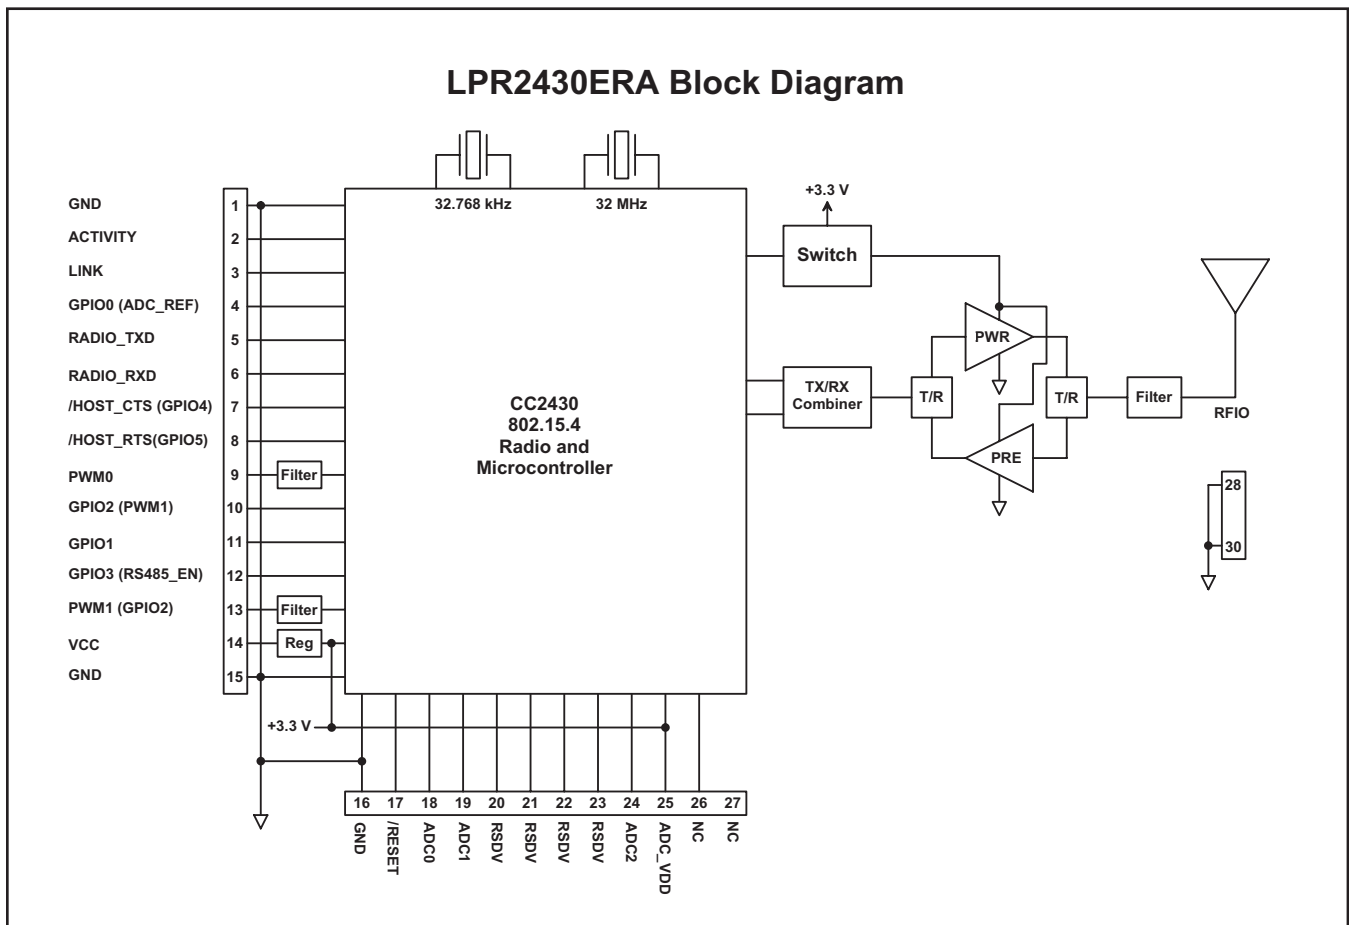 LPR2430ERA Block Diagram
32.768 kHz
32 MHz
+3.3 V
Switch
GND 1
ACTIVITY 2
LINK 3
GPIO0 (ADC_REF) 4
RADIO_TXD 5
RADIO_RXD 6
/HOST_CTS (GPIO4) 7
/HOST_RTS(GPIO5) 8
PWM0 9 Filter
GPIO2 (PWM1) 10
GPIO1 11
GPIO3 (RS485_EN) 12
PWM1 (GPIO2) 13 Filter
VCC 14 Reg
GND 15
CC2430
802.15.4
Radio and
Microcontroller
TX/RX
Combiner
T/R
PWR
PRE
T/R
Filter
RFIO
28
30
+3.3 V
16 17 18 19 20 21 22 23 24 25 26 27
GND
/RESET
ADC0
ADC1
RSDV
RSDV
RSDV
RSDV
ADC2
ADC_VDD
NC
NC